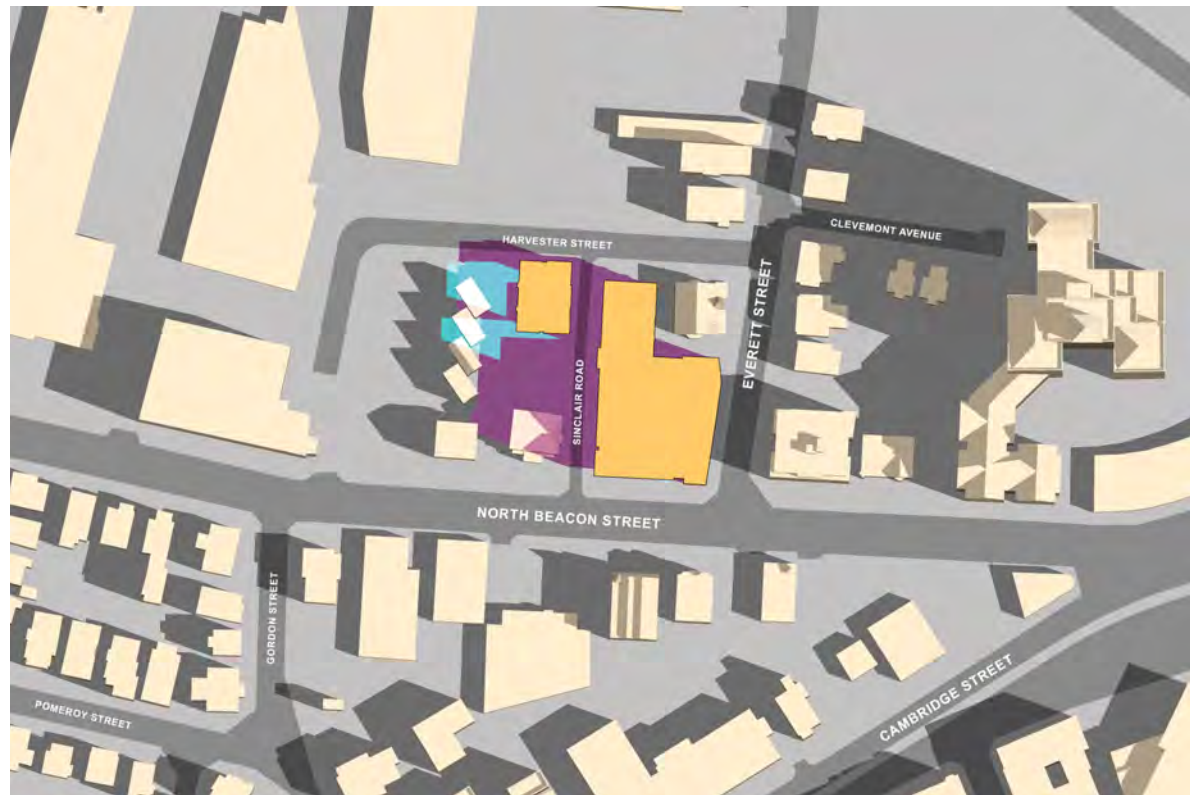 CLEVEMONT AVENUE
HARVESTER STREET
EVERETT STREET
SINCLAIR ROAD
NORTH BEACON STREET
GORDON STREET
CAMBRIDGE STREET
POMEROY STREET